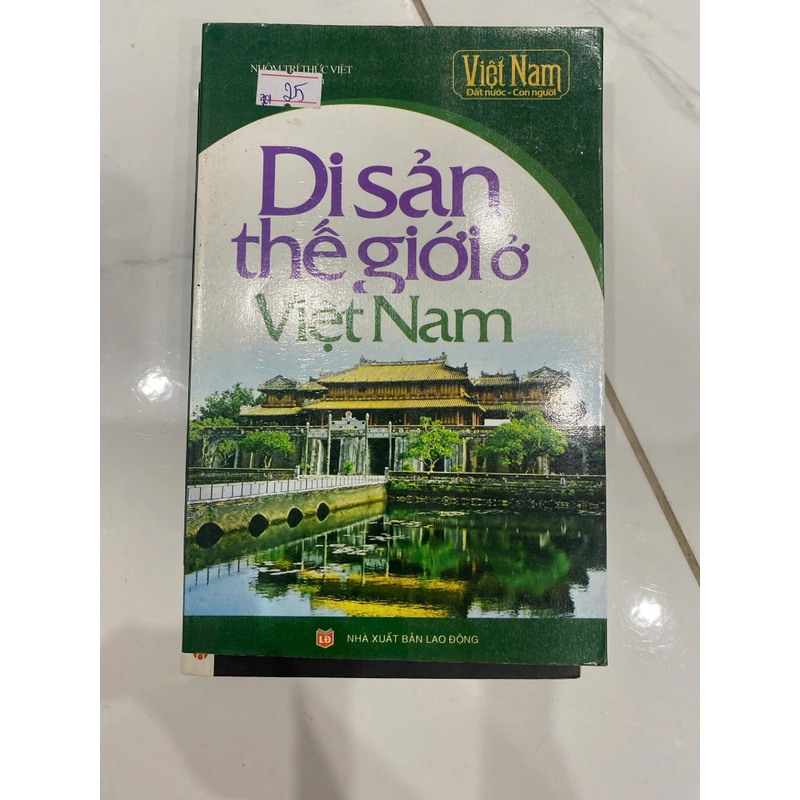 NHÓM TRÍ THỨC VIỆT
25
Việt Nam
Đất nước - Con người
Di sản
thế giới ở
Việt Nam
LĐ
NHÀ XUẤT BẢN LAO ĐỘNG